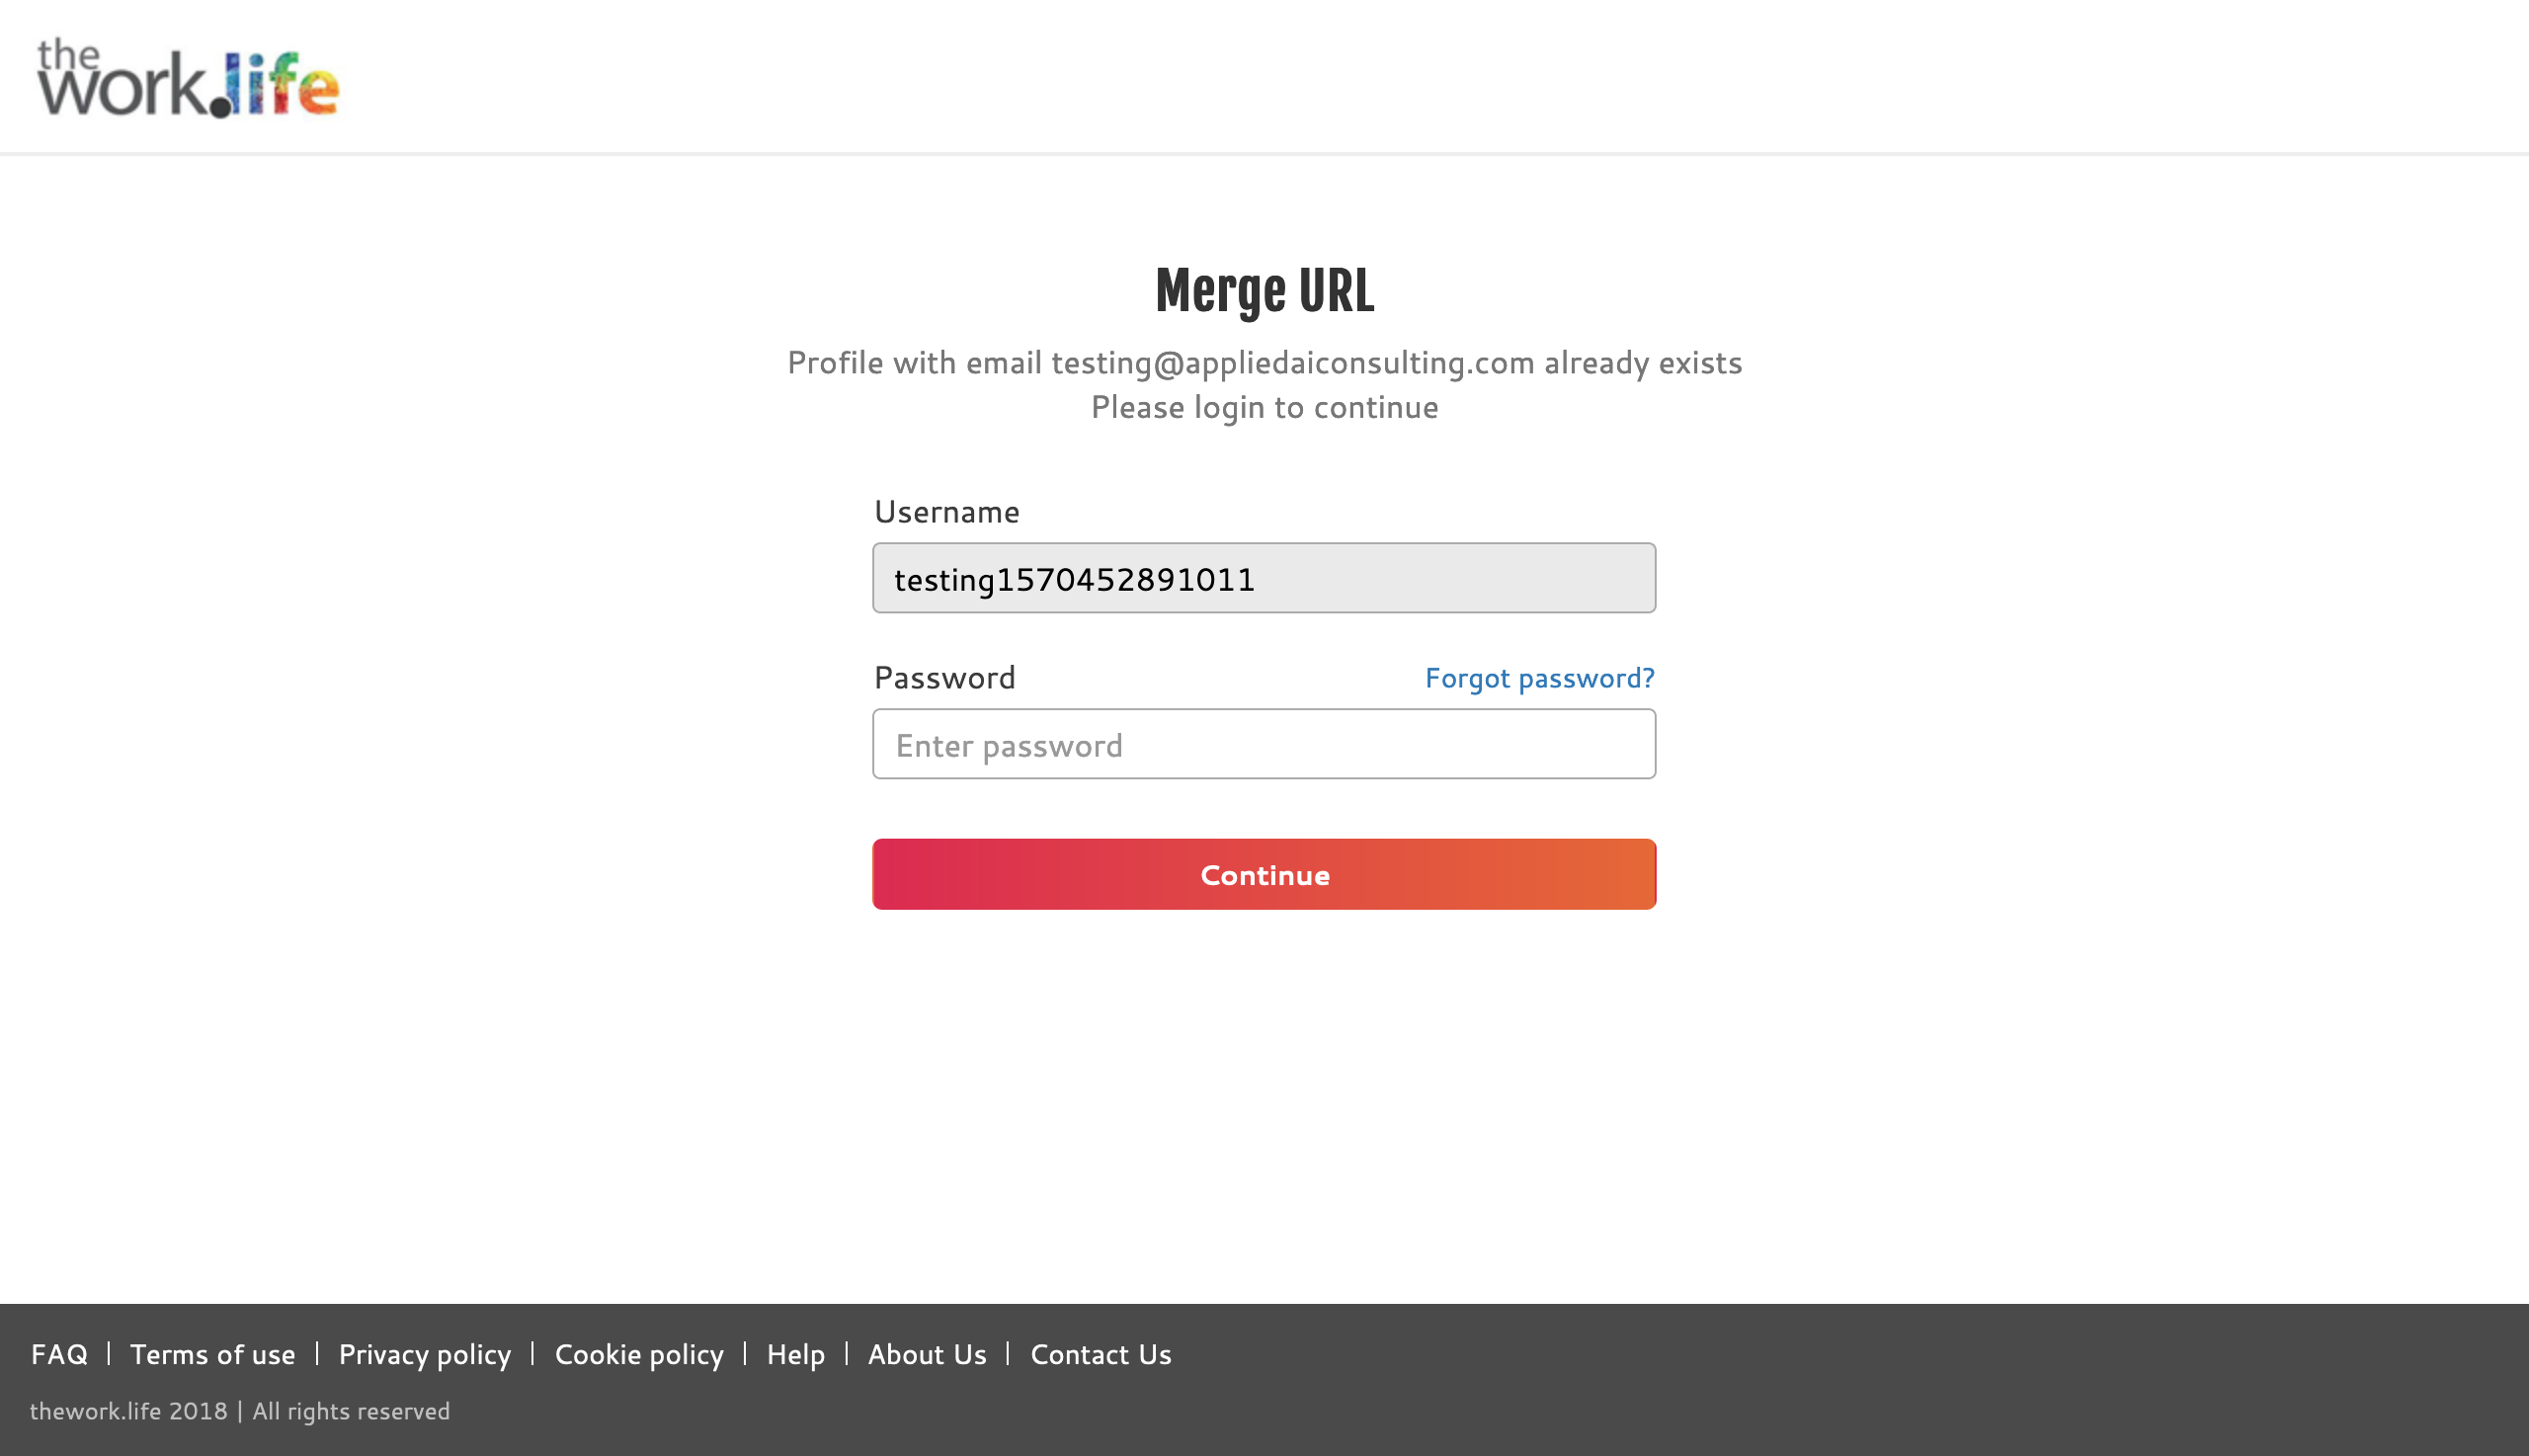 the
work.life
Merge URL
Profile with email testing@appliedaiconsulting.com already exists
Please login to continue
Username
testing1570452891011
Password
Forgot password?
Enter password
Continue
FAQ | Terms of use | Privacy policy | Cookie policy | Help | About Us | Contact Us
thework.life 2018 | All rights reserved